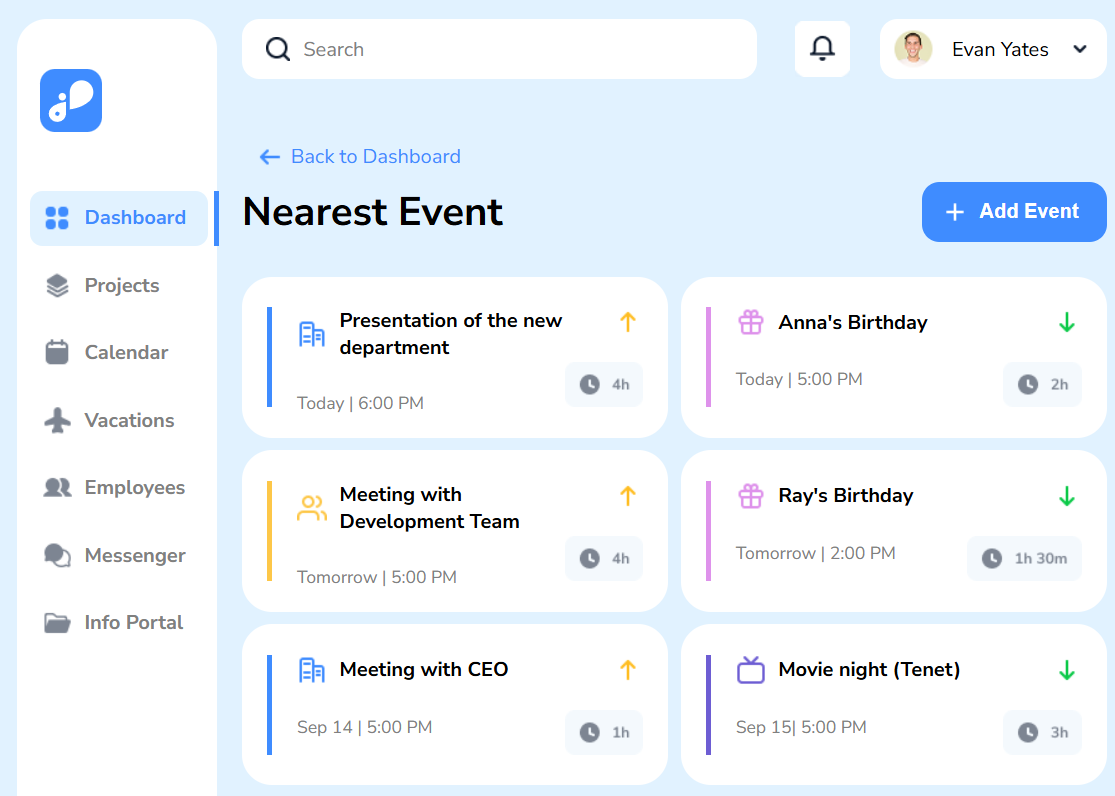 Search
Evan Yates
Back to Dashboard
Nearest Event
Add Event
Dashboard
Projects
Calendar
Vacations
Employees
Messenger
Info Portal
Presentation of the new
department
Today | 6:00 PM
4h
Anna's Birthday
Today | 5:00 PM
2h
Meeting with
Development Team
Tomorrow | 5:00 PM
4h
Ray's Birthday
Tomorrow | 2:00 PM
1h 30m
Meeting with CEO
Sep 14 | 5:00 PM
1h
Movie night (Tenet)
Sep 15| 5:00 PM
3h